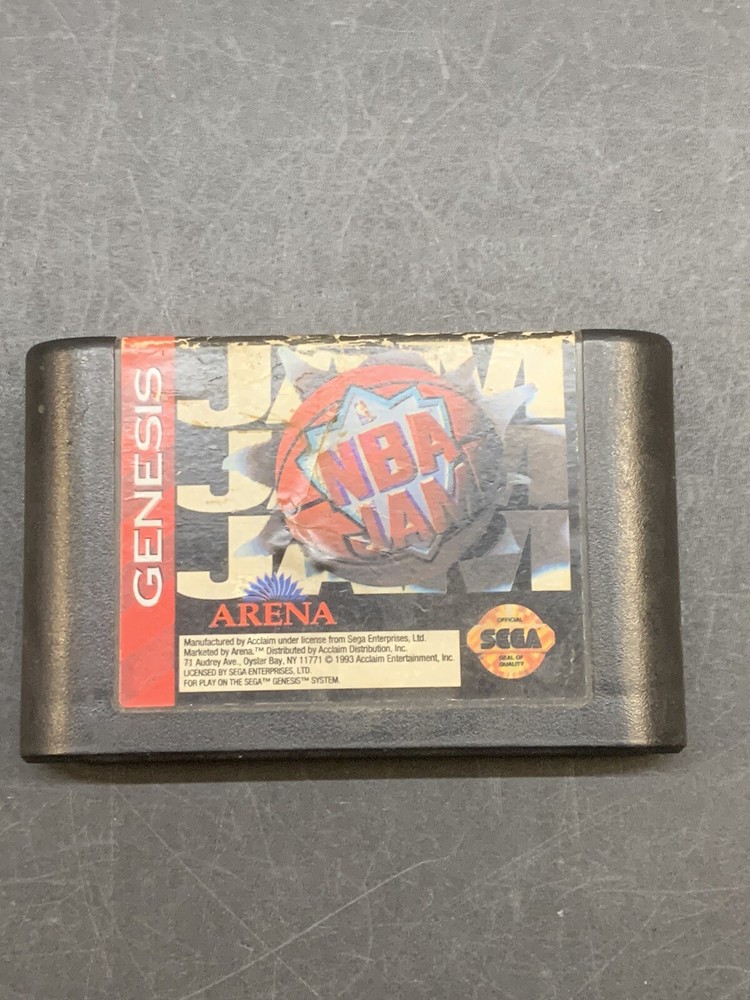 GENESIS
JAM
JAM
JAM
NBA
JAM
ARENA
Manufactured by Acclaim under license from Sega Enterprises, Ltd.
Marketed by Arena.™ Distributed by Acclaim Distribution, Inc.
71 Audrey Ave., Oyster Bay, NY 11771 © 1993 Acclaim Entertainment, Inc.
LICENSED BY SEGA ENTERPRISES, LTD.
FOR PLAY ON THE SEGA™ GENESIS™ SYSTEM.
OFFICIAL
SEGA
SEAL OF
QUALITY